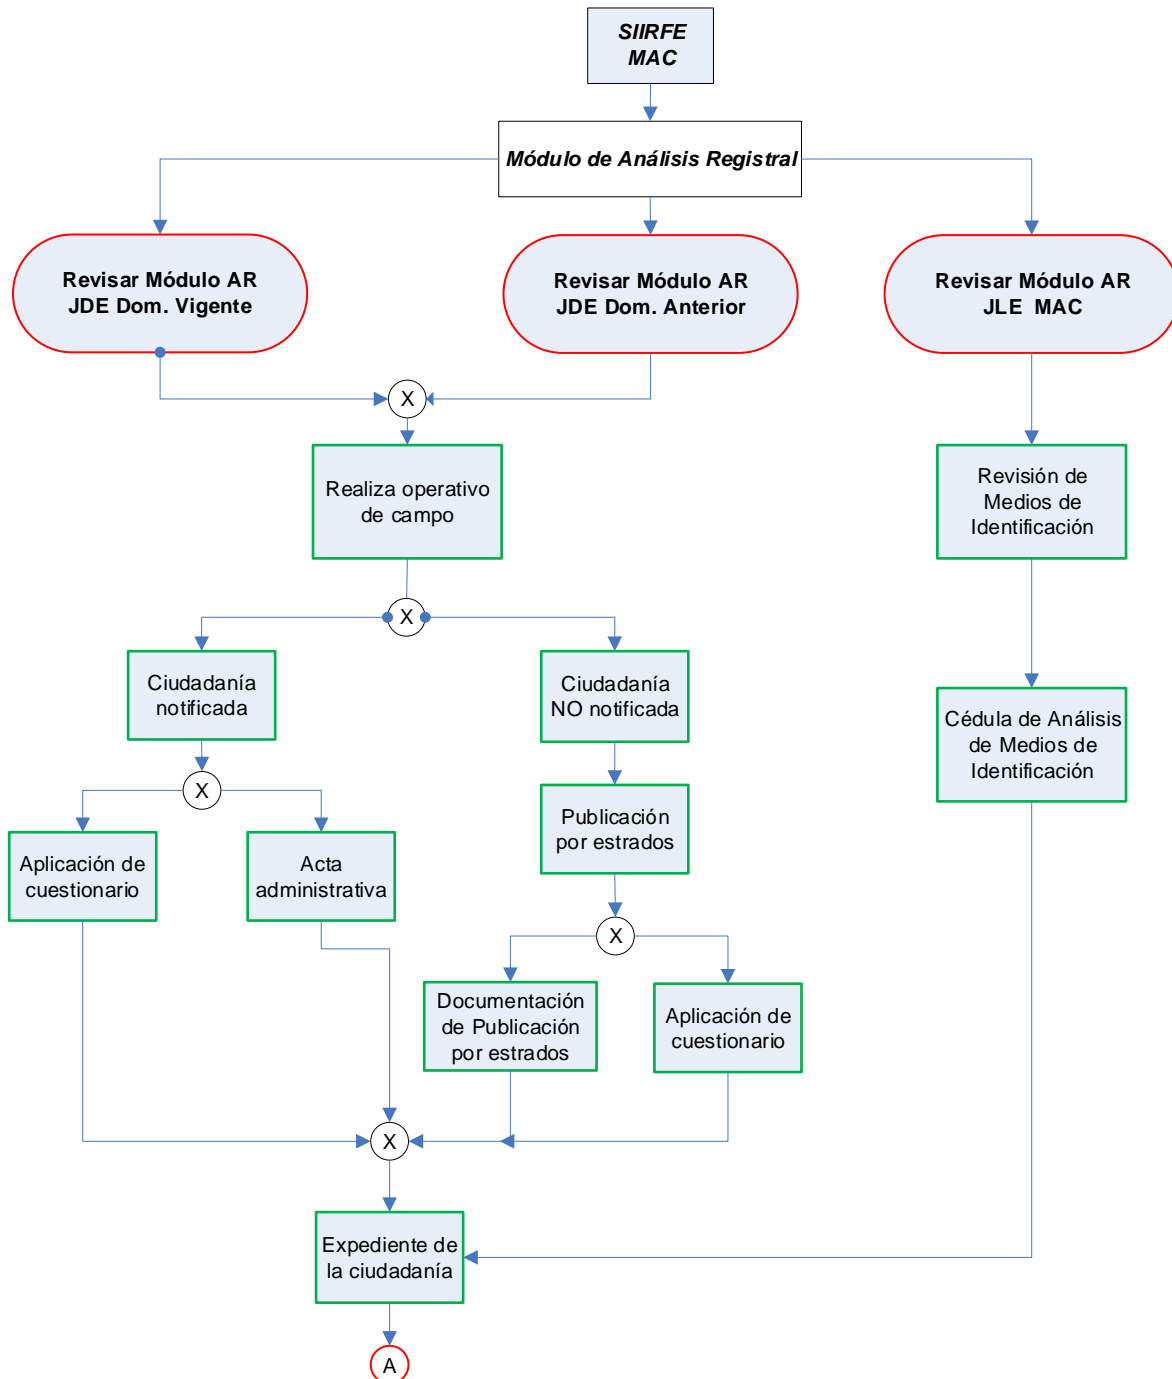 SIIRFE
MAC
Módulo de Análisis Registral
Revisar Módulo AR
JDE Dom. Vigente
Revisar Módulo AR
JDE Dom. Anterior
Revisar Módulo AR
JLE MAC
X
Realiza operativo
de campo
Revisión de
Medios de
Identificación
X
Ciudadanía
notificada
Ciudadanía
NO notificada
Cédula de Análisis
de Medios de
Identificación
X
Publicación
por estrados
Aplicación de
cuestionario
Acta
administrativa
X
Documentación
de Publicación
por estrados
Aplicación de
cuestionario
X
Expediente de
la ciudadanía
A